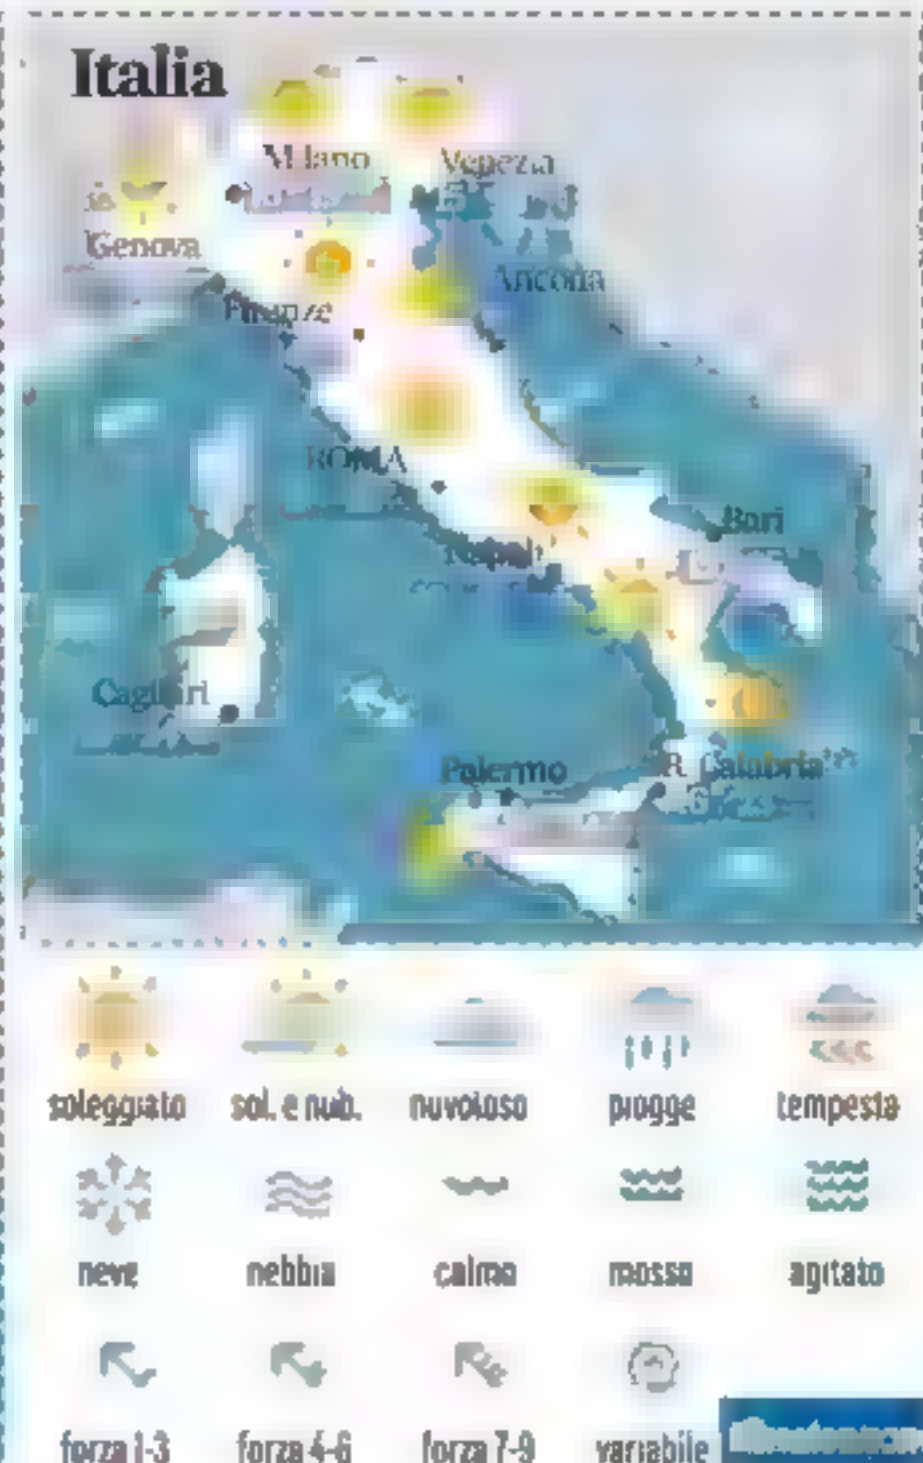 Italia
Milano
Venezia
Genova
Ancona
Firenze
ROMA
Bari
Napoli
Cagliari
Palermo
R. Calabria
soleggiato
sol. e nub.
nuvoloso
piogge
tempesta
neve
nebbia
calmo
mosso
agitato
forza 1-3
forza 4-6
forza 7-9
variabile